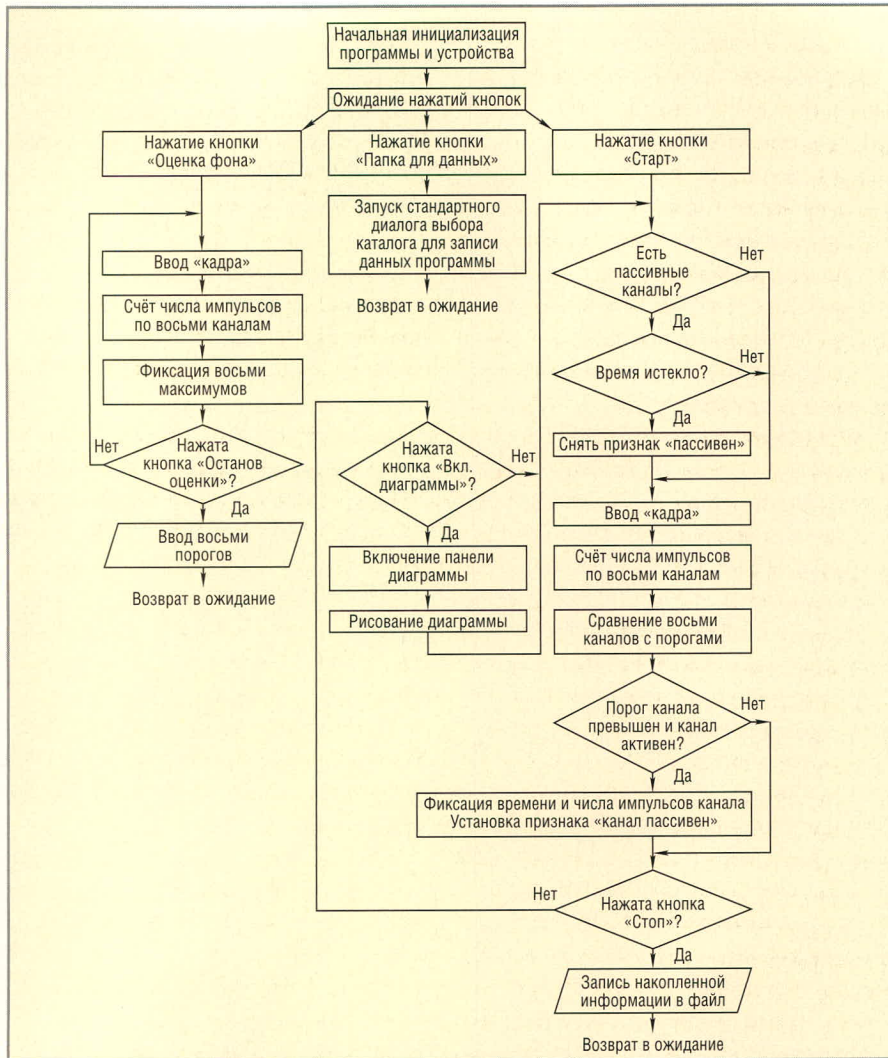 Начальная инициализация
программы и устройства
Ожидание нажатий кнопок
Нажатие кнопки
«Оценка фона»
Ввод «кадра»
Счёт числа импульсов
по восьми каналам
Фиксация восьми
максимумов
Нет
Нажата
кнопка «Останов
оценки»?
Да
Ввод восьми
порогов
Возврат в ожидание
Нажатие кнопки
«Папка для данных»
Запуск стандартного
диалога выбора
каталога для записи
данных программы
Возврат в ожидание
Нажатие кнопки
«Старт»
Есть
пассивные
каналы?
Нет
Да
Время истекло?
Нет
Да
Снять признак «пассивен»
Ввод «кадра»
Счёт числа импульсов
по восьми каналам
Сравнение восьми
каналов с порогами
Порог канала
превышен и канал
активен?
Нет
Да
Фиксация времени и числа импульсов канала
Установка признака «канал пассивен»
Нет
Нажата кнопка
«Стоп»?
Да
Запись накопленной
информации в файл
Возврат в ожидание
Нажата
кнопка «Вкл.
диаграммы»?
Нет
Да
Включение панели
диаграммы
Рисование диаграммы